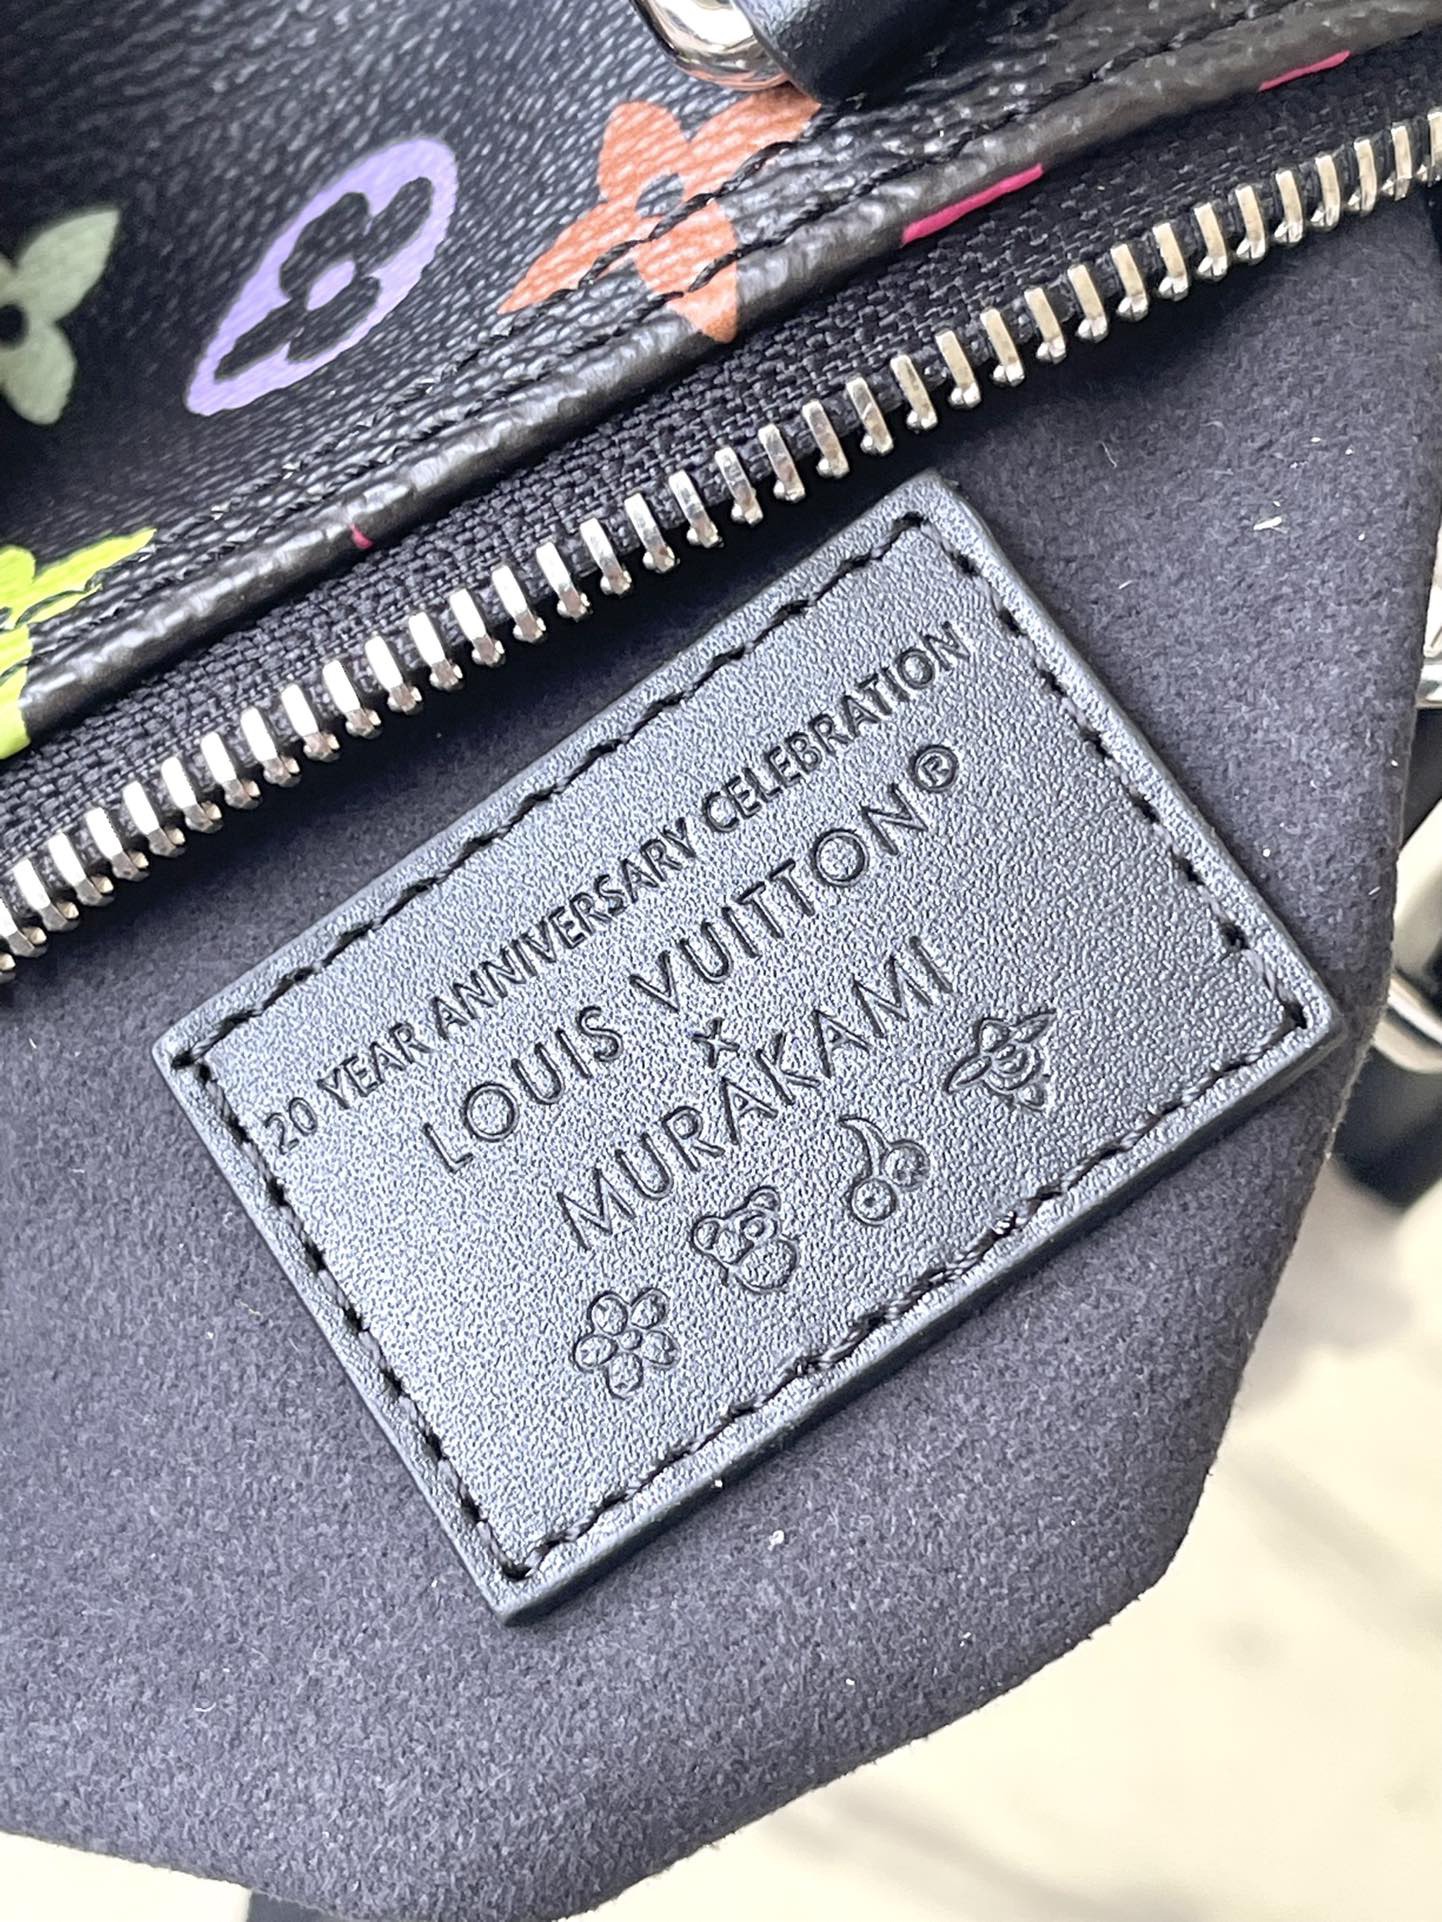 20 YEAR ANNIVERSARY CELEBRATION
LOUIS VUITTON®
×
MURAKAMI